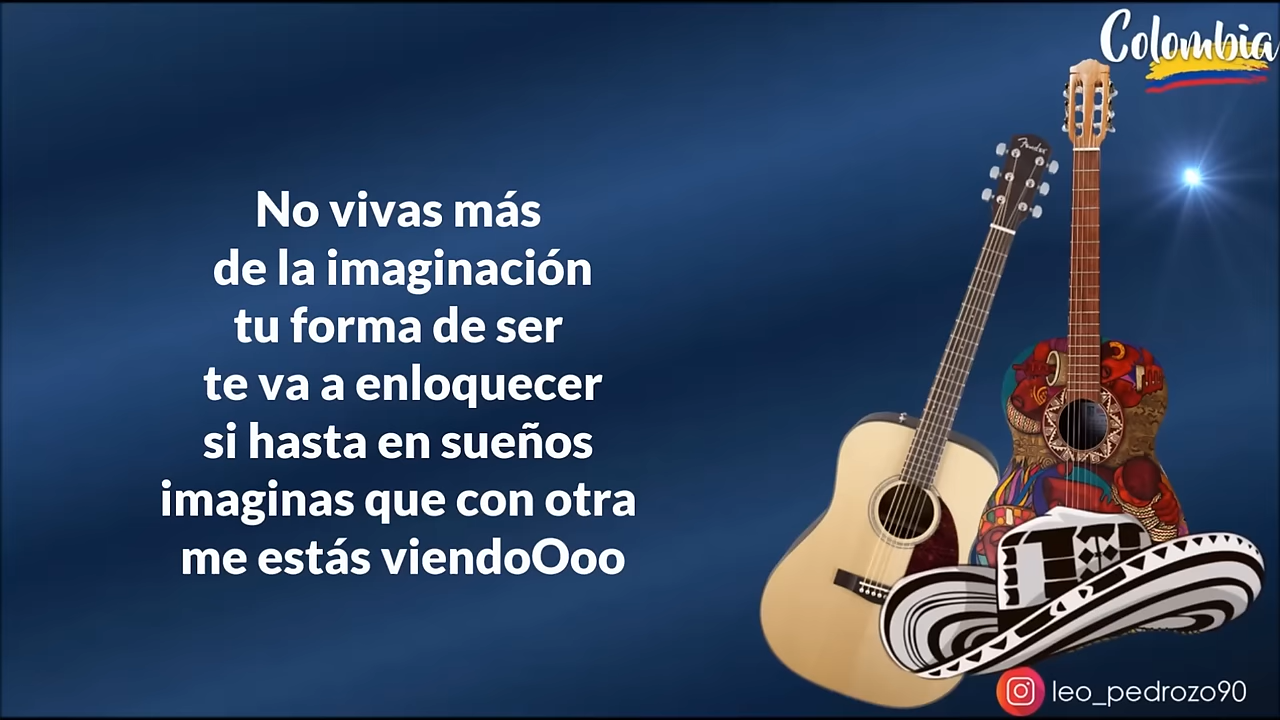 Colombia
No vivas más
de la imaginación
tu forma de ser
te va a enloquecer
si hasta en sueños
imaginas que con otra
me estás viendoOoo
Fender
leo_pedrozo90